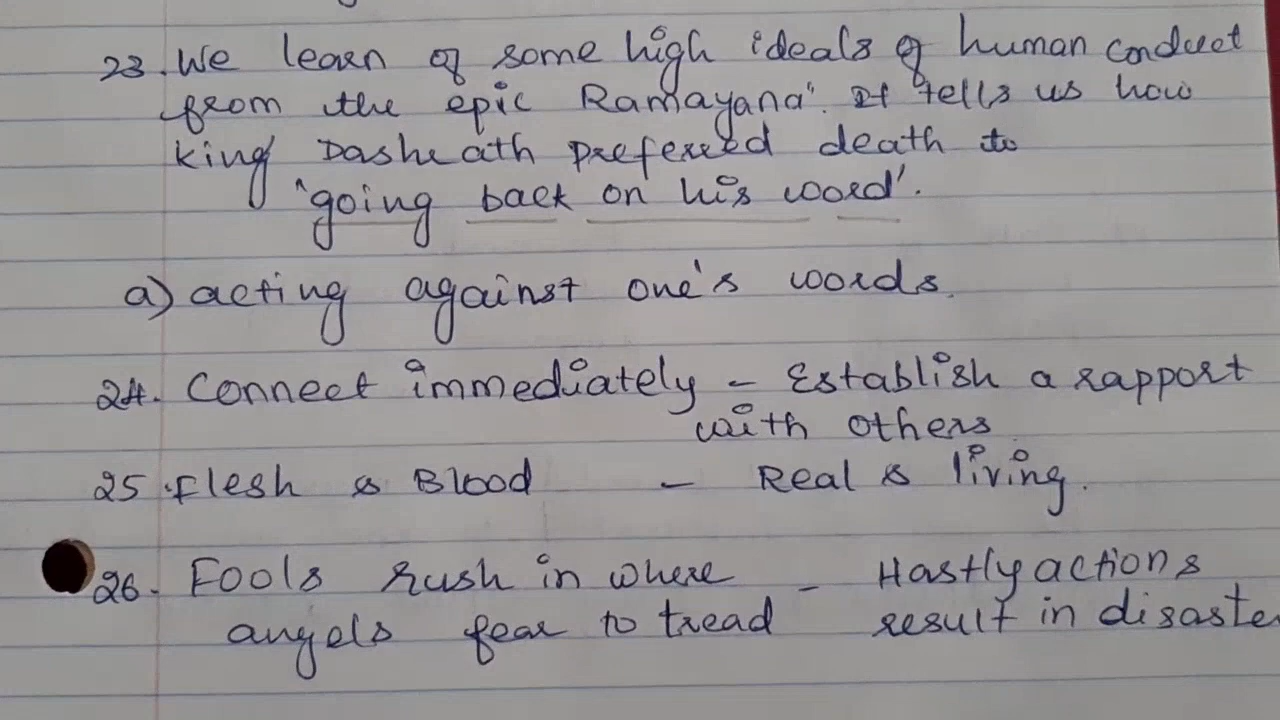 23. We learn of some high ideals of human conduct
from the epic Ramayana". It tells us how
king Dasheath preferred death to
'going back on his word'.
a) acting against one's words.
24. Connect immediately - Establish a rapport
with others
25. Flesh & Blood - Real & living.
26. Fools rush in where - Hastly actions
angels fear to tread result in disaster